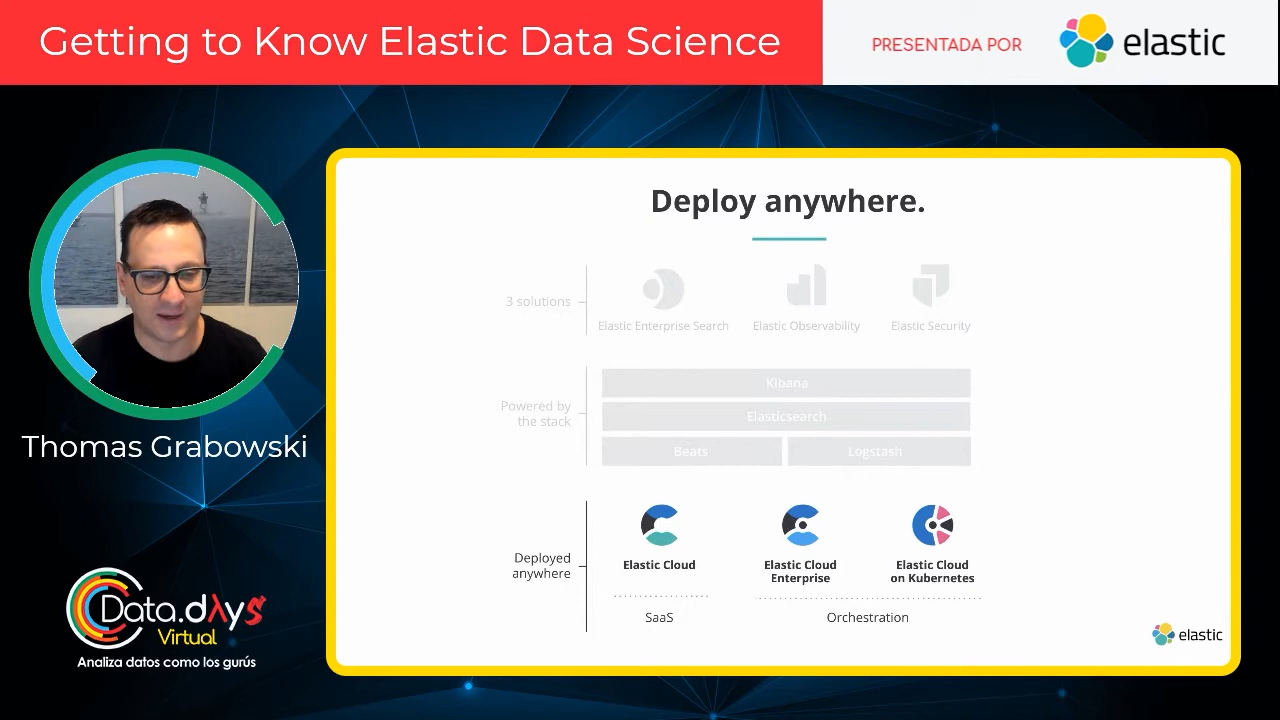 Getting to Know Elastic Data Science
PRESENTADA POR
elastic
Thomas Grabowski
Data.dλys
Virtual
Analiza datos como los gurús
Deploy anywhere.
3 solutions
Elastic Enterprise Search
Elastic Observability
Elastic Security
Powered by
the stack
Kibana
Elasticsearch
Beats
Logstash
Deployed
anywhere
Elastic Cloud
Elastic Cloud
Enterprise
Elastic Cloud
on Kubernetes
SaaS
Orchestration
elastic